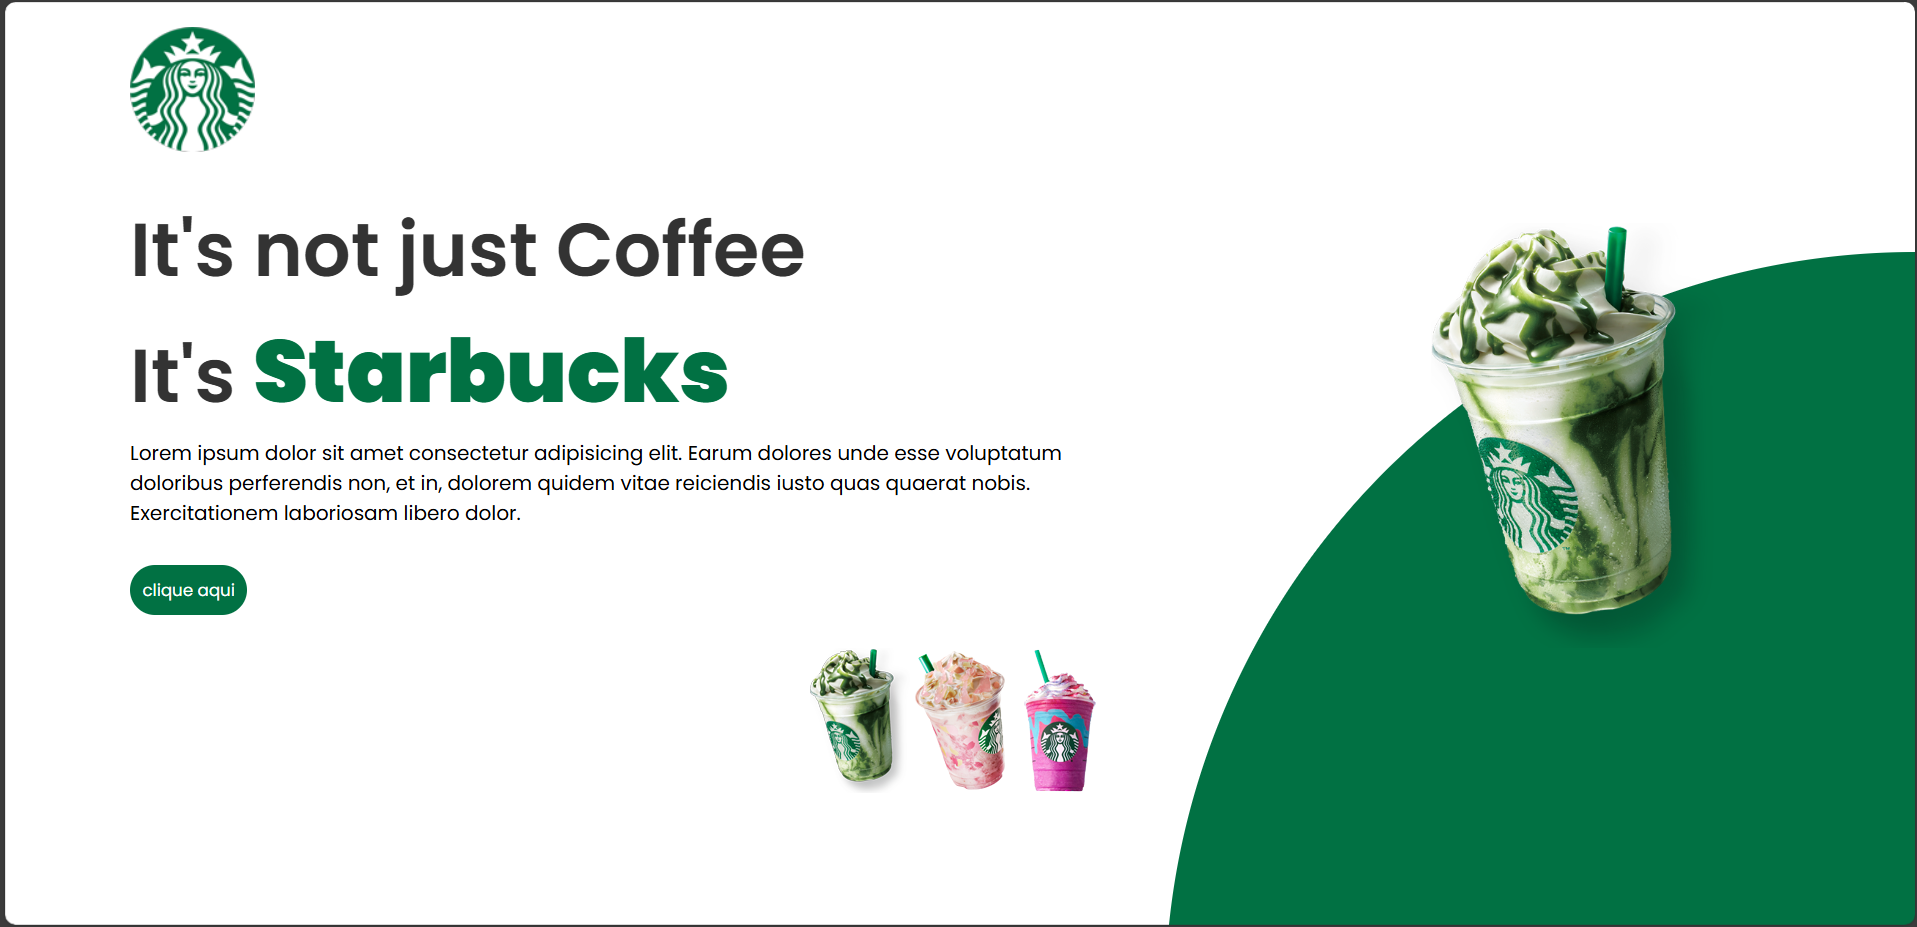 It's not just Coffee
It's Starbucks
Lorem ipsum dolor sit amet consectetur adipisicing elit. Earum dolores unde esse voluptatum
doloribus perferendis non, et in, dolorem quidem vitae reiciendis iusto quas quaerat nobis.
Exercitationem laboriosam libero dolor.
clique aqui